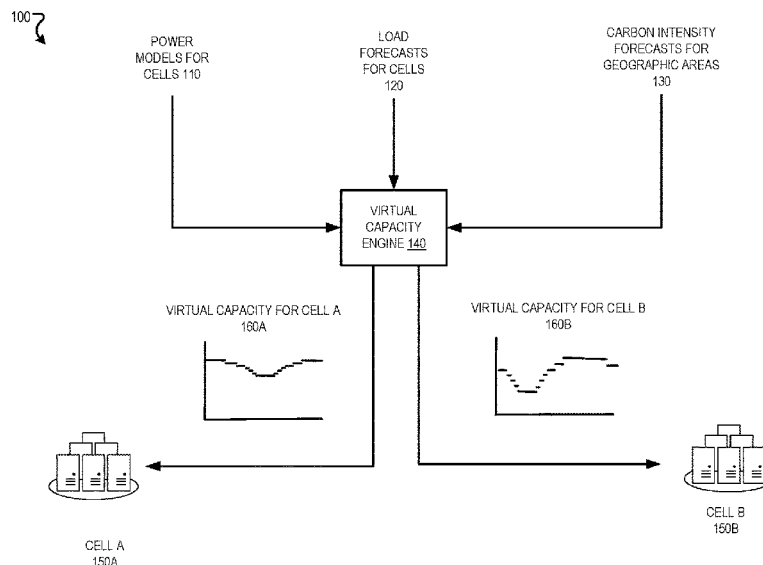 100
POWER
MODELS FOR
CELLS 110
LOAD
FORECASTS
FOR CELLS
120
CARBON INTENSITY
FORECASTS FOR
GEOGRAPHIC AREAS
130
VIRTUAL
CAPACITY
ENGINE 140
VIRTUAL CAPACITY FOR CELL A
160A
VIRTUAL CAPACITY FOR CELL B
160B
CELL A
150A
CELL B
150B